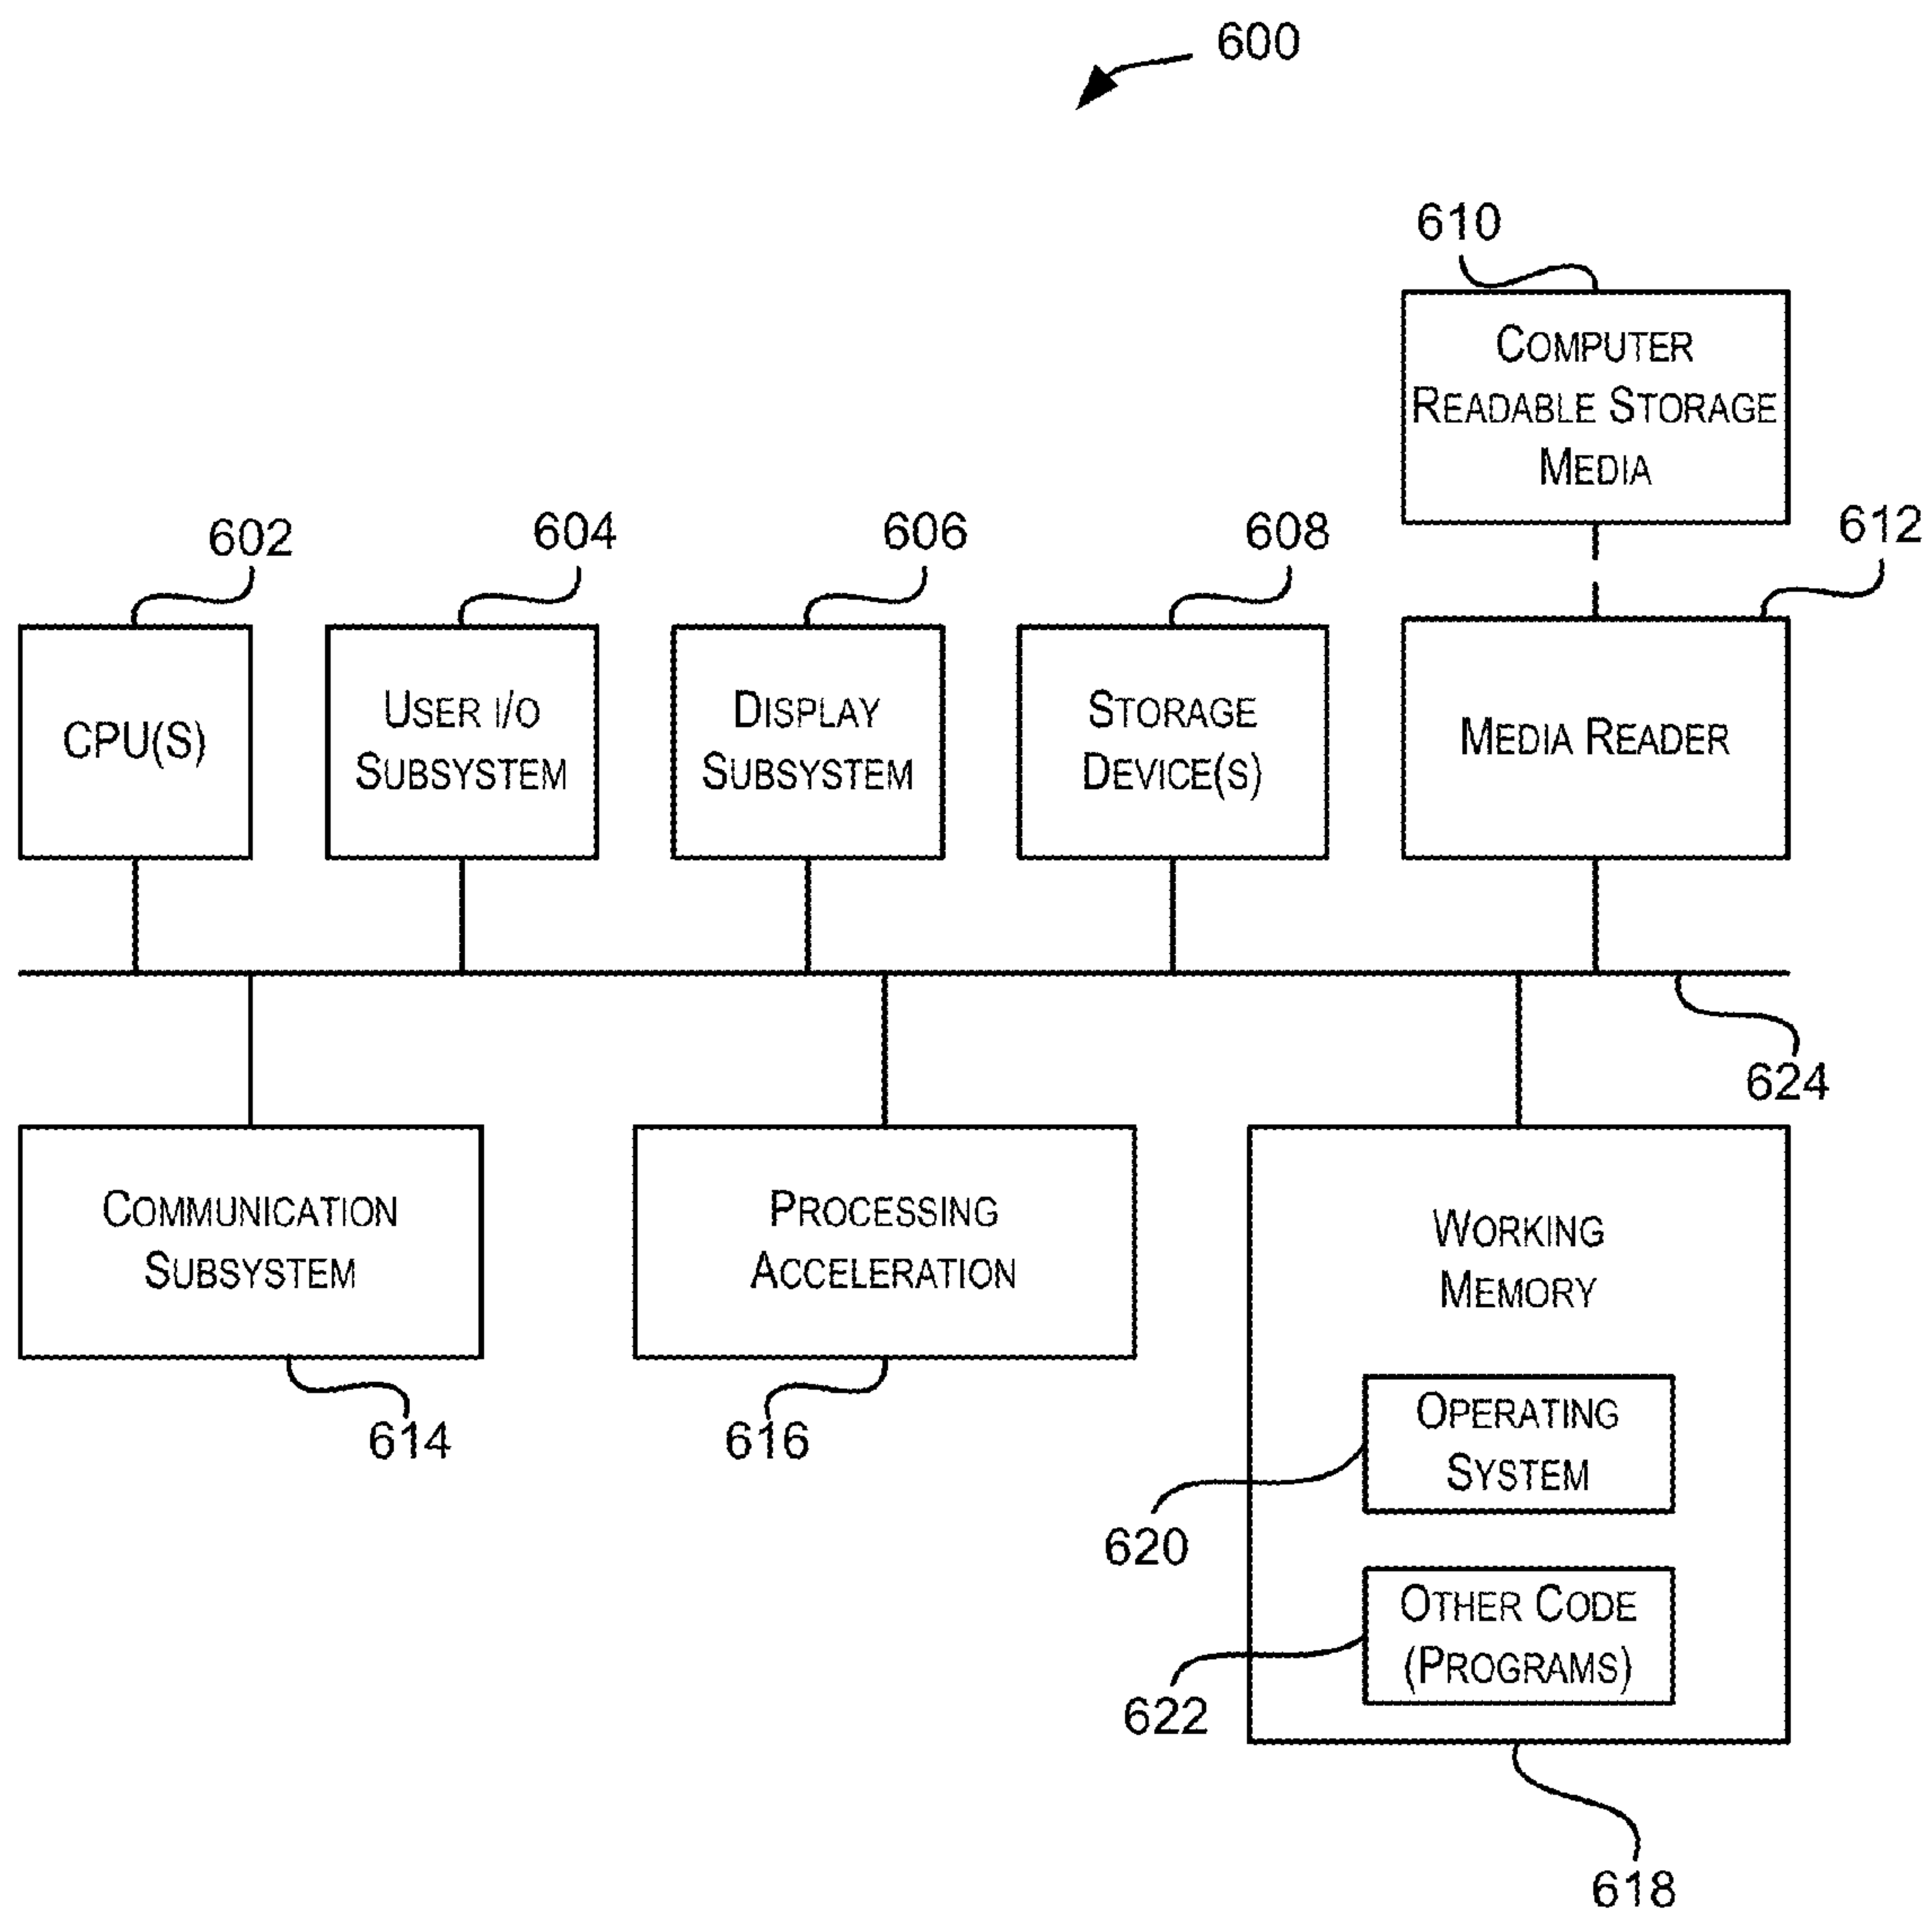 600
610
COMPUTER
READABLE STORAGE
MEDIA
602
604
606
608
612
CPU(S)
USER I/O
SUBSYSTEM
DISPLAY
SUBSYSTEM
STORAGE
DEVICE(S)
MEDIA READER
624
COMMUNICATION
SUBSYSTEM
PROCESSING
ACCELERATION
WORKING
MEMORY
614
616
OPERATING
SYSTEM
620
OTHER CODE
(PROGRAMS)
622
618